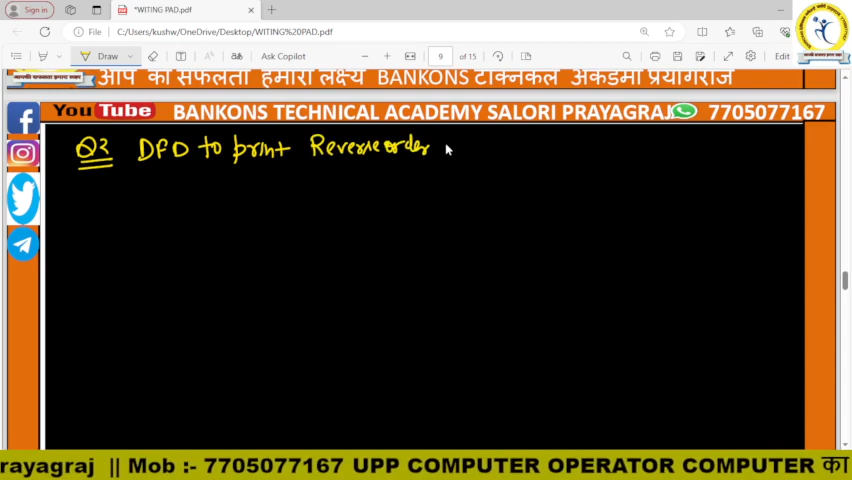 Sign in
*WITING PAD.pdf
File C:/Users/kushw/OneDrive/Desktop/WITING%20PAD.pdf
Draw Ask Copilot 9 of 15 Edit
आप की सफलता हमारा लक्ष्य BANKONS टेक्निकल अकेडमी प्रयागराज
You Tube BANKONS TECHNICAL ACADEMY SALORI PRAYAGRAJ 7705077167
Q2 DFD to print Reverse order
rayagraj || Mob :- 7705077167 UPP COMPUTER OPERATOR COMPUTER का